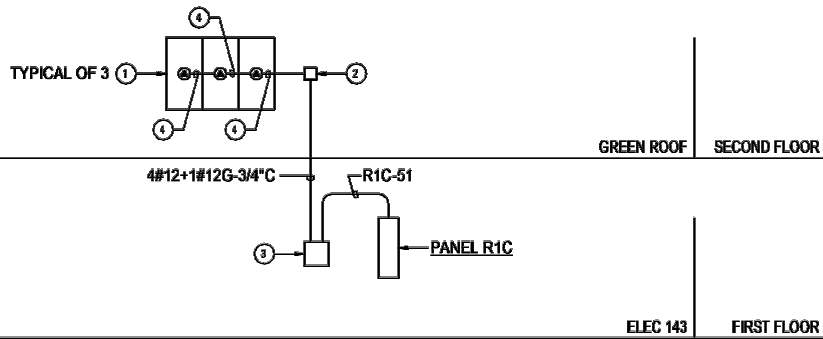 4
TYPICAL OF 3 1
2
4
4
GREEN ROOF
SECOND FLOOR
4#12+1#12G-3/4"C
R1C-51
3
PANEL R1C
ELEC 143
FIRST FLOOR